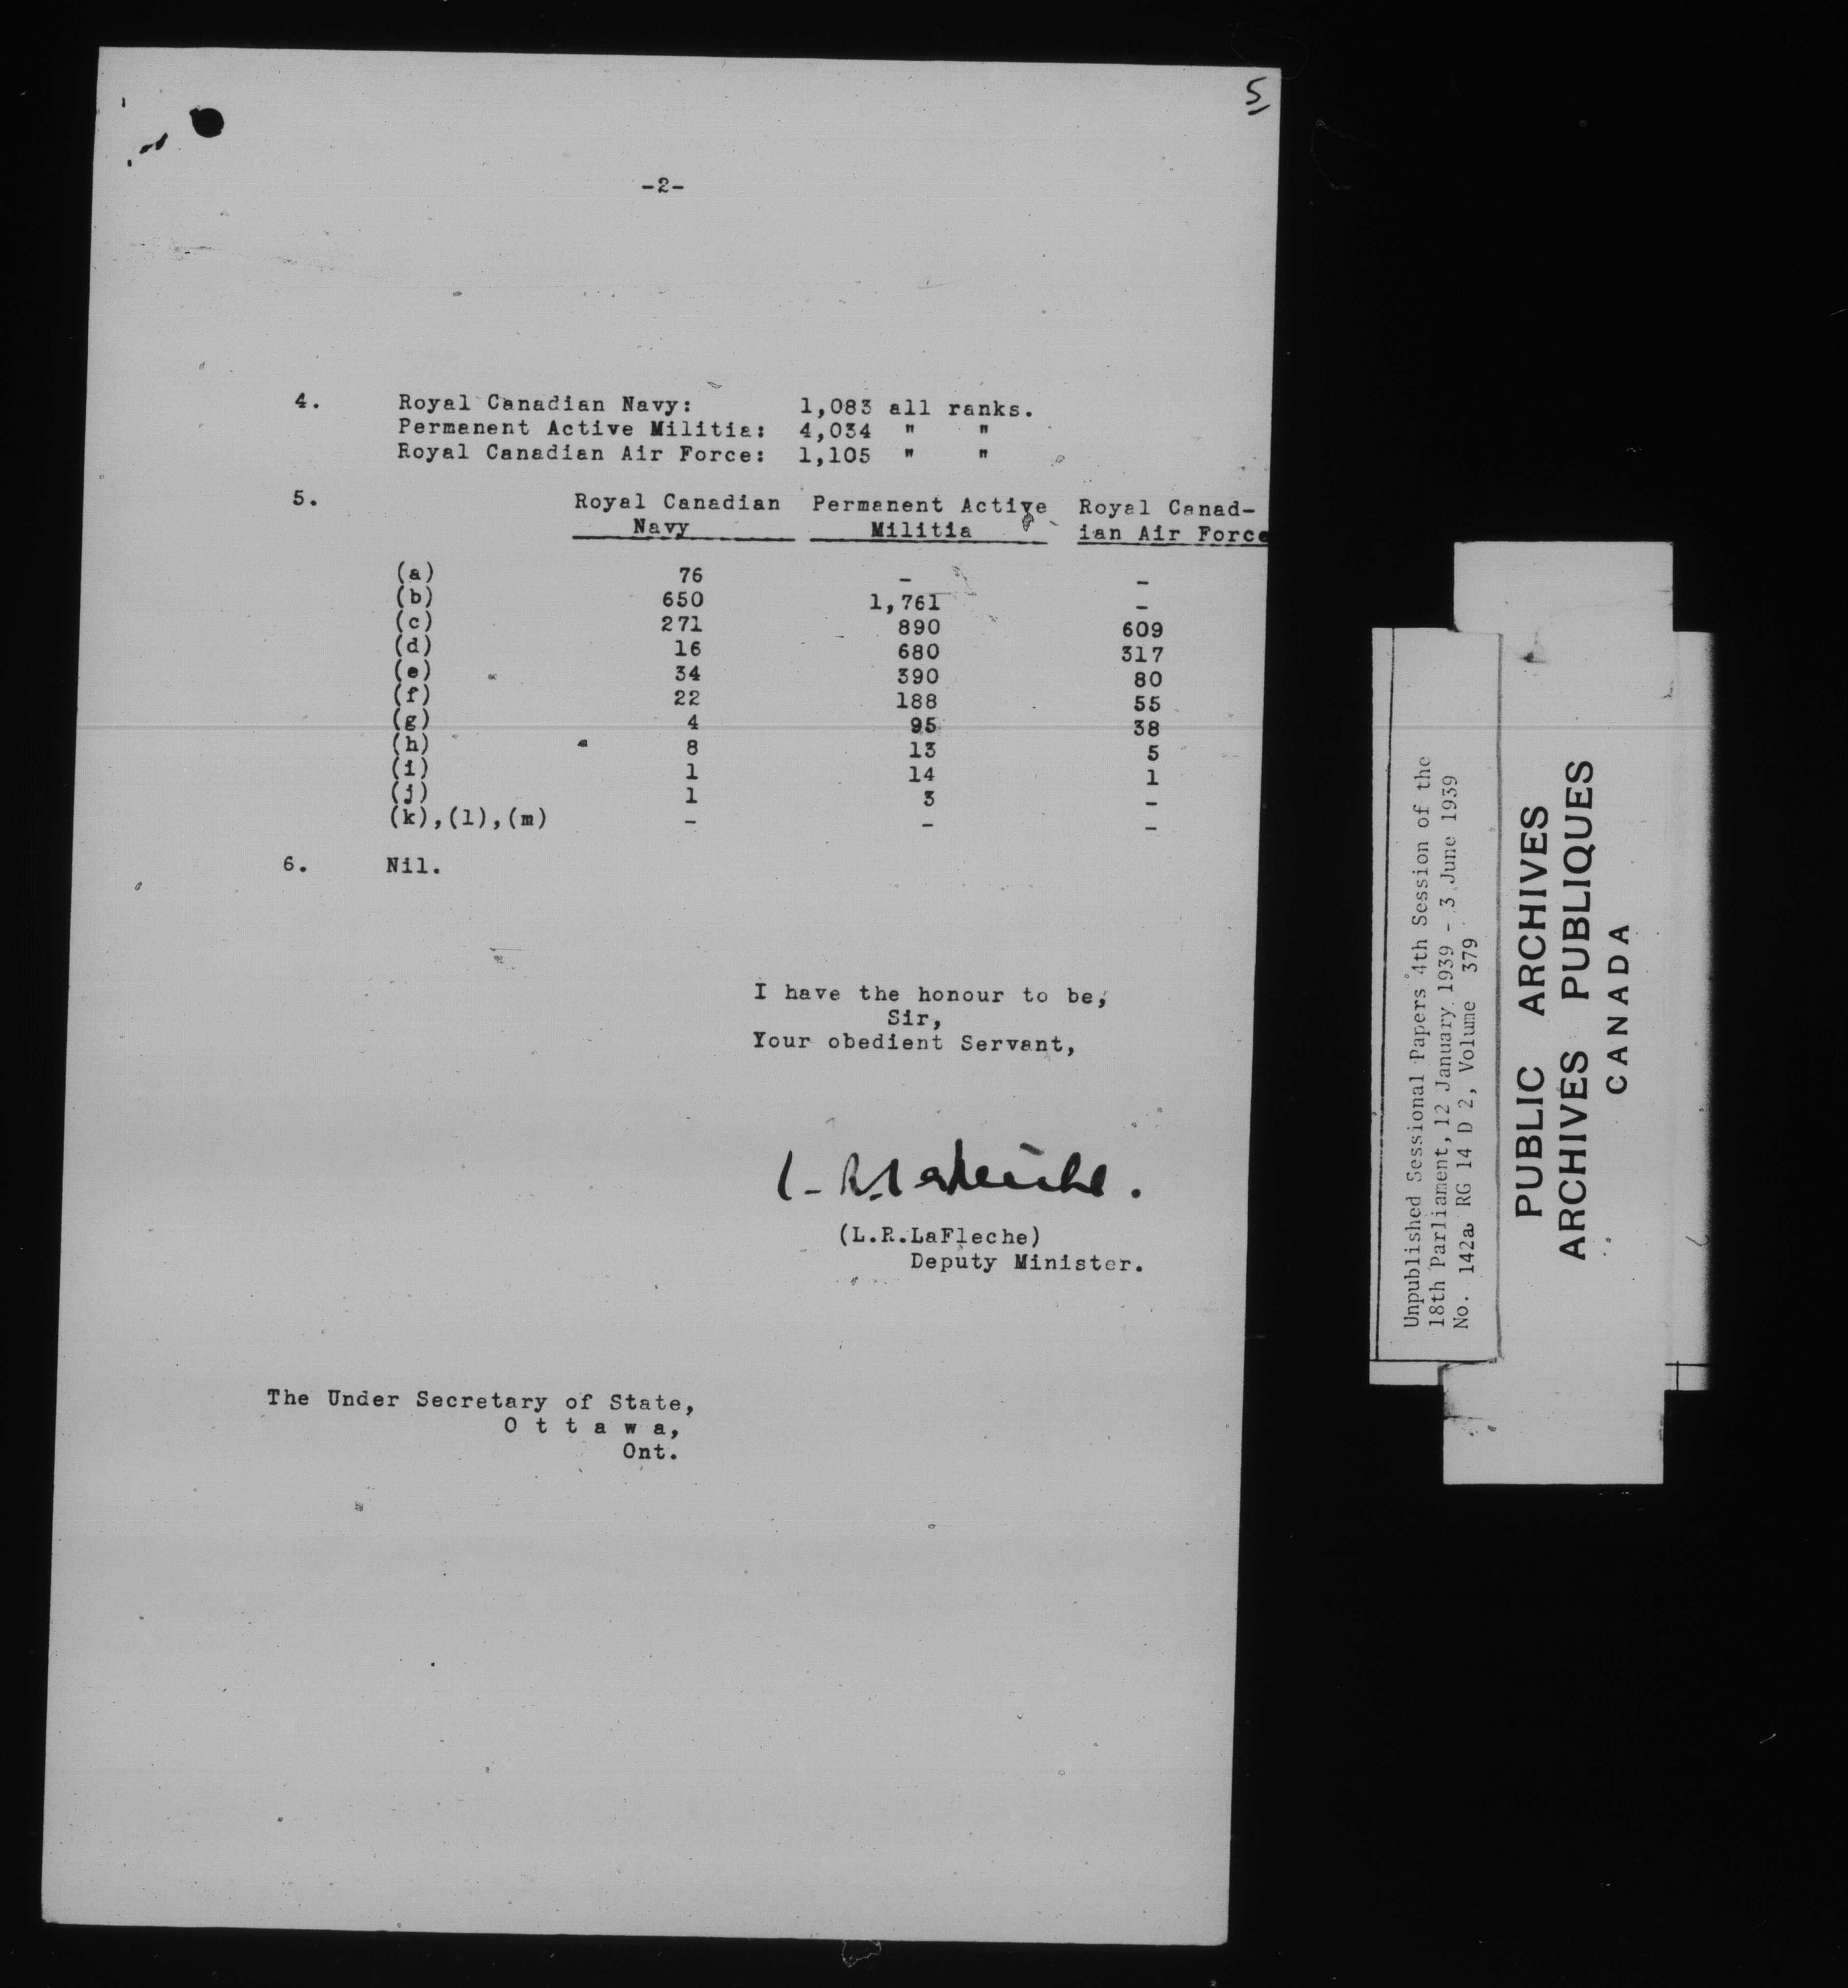 5
-2-
4. Royal Canadian Navy: 1,083 all ranks.
Permanent Active Militia: 4,034 " "
Royal Canadian Air Force: 1,105 " "
5. Royal Canadian Permanent Active Royal Canad-
Navy Militia ian Air Force
(a) 76 - -
(b) 650 1,761 -
(c) 271 890 609
(d) 16 680 317
(e) 34 390 80
(f) 22 188 55
(g) 4 95 38
(h) 8 13 5
(i) 1 14 1
(j) 1 3 -
(k),(l),(m) - - -
6. Nil.
I have the honour to be,
Sir,
Your obedient Servant,
L. R. LaFleche.
(L.R.LaFleche)
Deputy Minister.
The Under Secretary of State,
O t t a w a,
Ont.
Unpublished Sessional Papers 4th Session of the
18th Parliament, 12 January 1939 - 3 June 1939
No. 142a, RG 14 D 2, Volume 379
PUBLIC ARCHIVES
ARCHIVES PUBLIQUES
CANADA